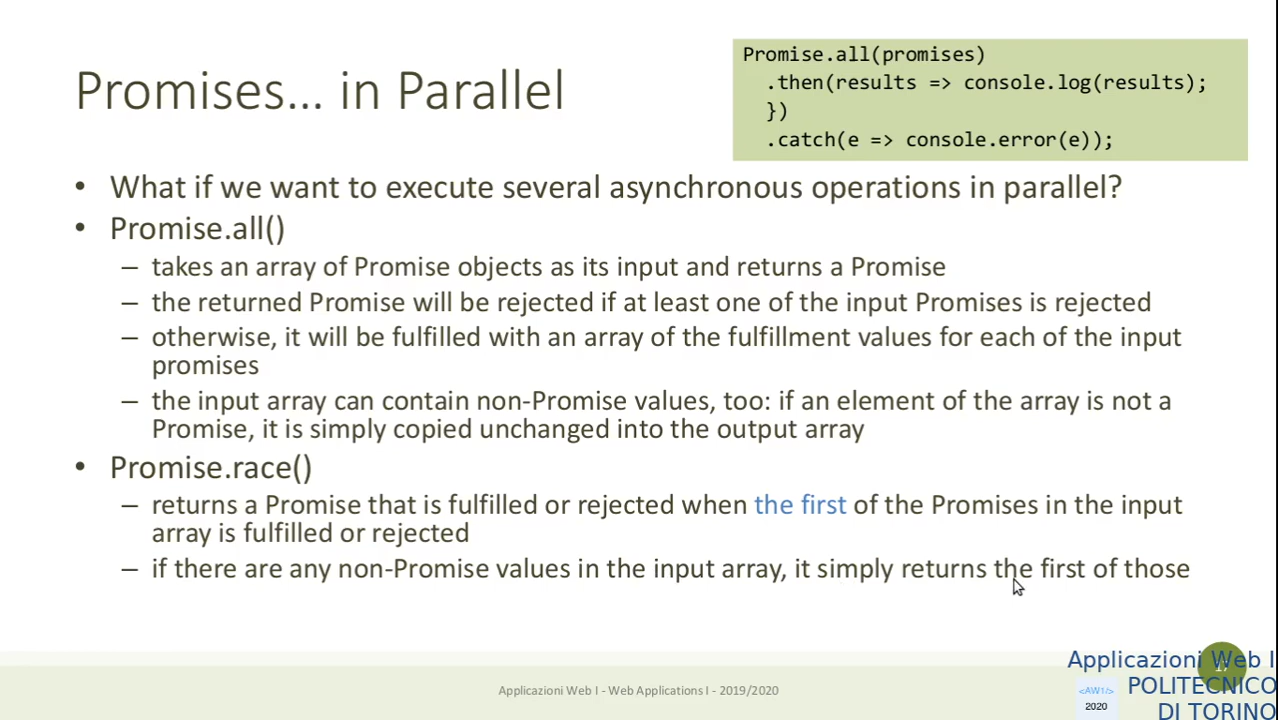 Promises... in Parallel
Promise.all(promises)
.then(results => console.log(results);
})
.catch(e => console.error(e));
• What if we want to execute several asynchronous operations in parallel?
• Promise.all()
– takes an array of Promise objects as its input and returns a Promise
– the returned Promise will be rejected if at least one of the input Promises is rejected
– otherwise, it will be fulfilled with an array of the fulfillment values for each of the input
promises
– the input array can contain non-Promise values, too: if an element of the array is not a
Promise, it is simply copied unchanged into the output array
• Promise.race()
– returns a Promise that is fulfilled or rejected when the first of the Promises in the input
array is fulfilled or rejected
– if there are any non-Promise values in the input array, it simply returns the first of those
Applicazioni Web I - Web Applications I - 2019/2020
Applicazioni Web I
POLITECNICO
DI TORINO
<AW1/>
2020